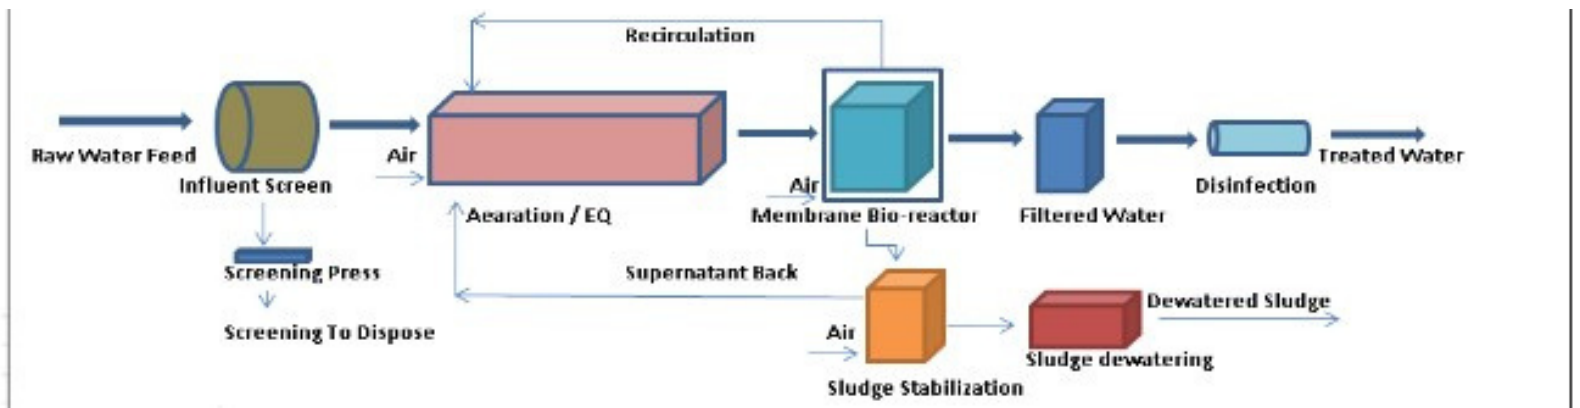 Recirculation
Raw Water Feed
Influent Screen
Air
Aearation / EQ
Air
Membrane Bio-reactor
Filtered Water
Disinfection
Treated Water
Screening Press
Screening To Dispose
Supernatant Back
Air
Sludge Stabilization
Sludge dewatering
Dewatered Sludge